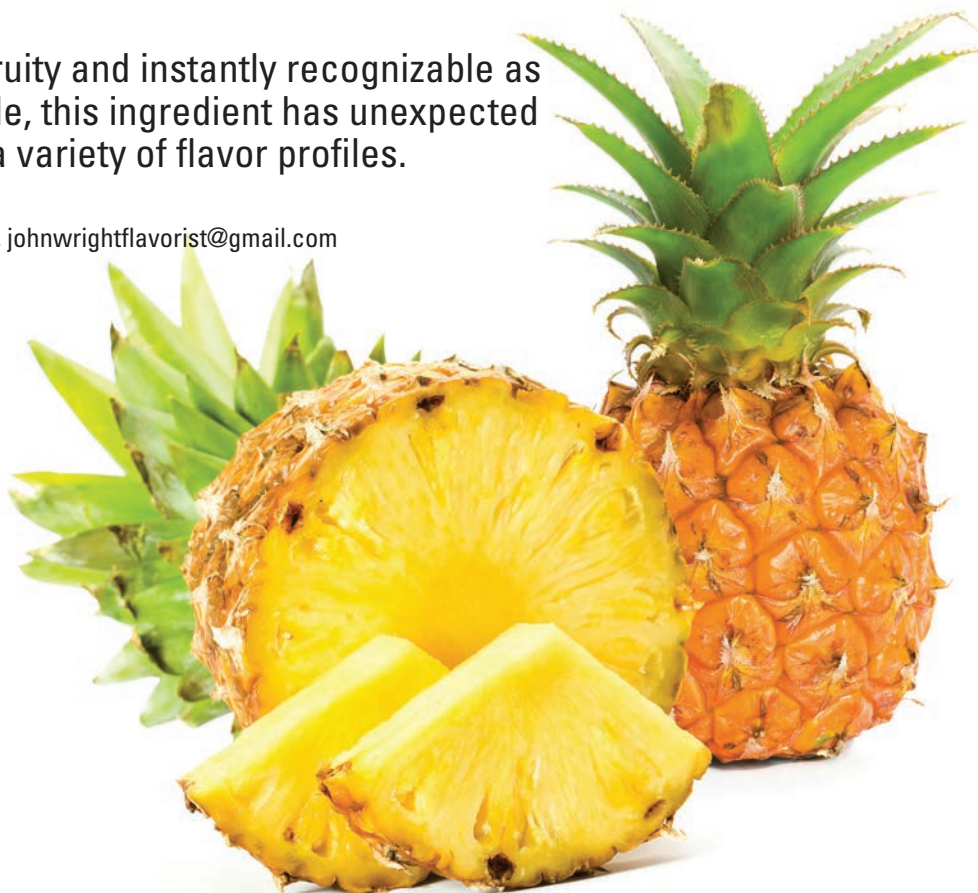 ruity and instantly recognizable as
le, this ingredient has unexpected
a variety of flavor profiles.
johnwrightflavorist@gmail.com